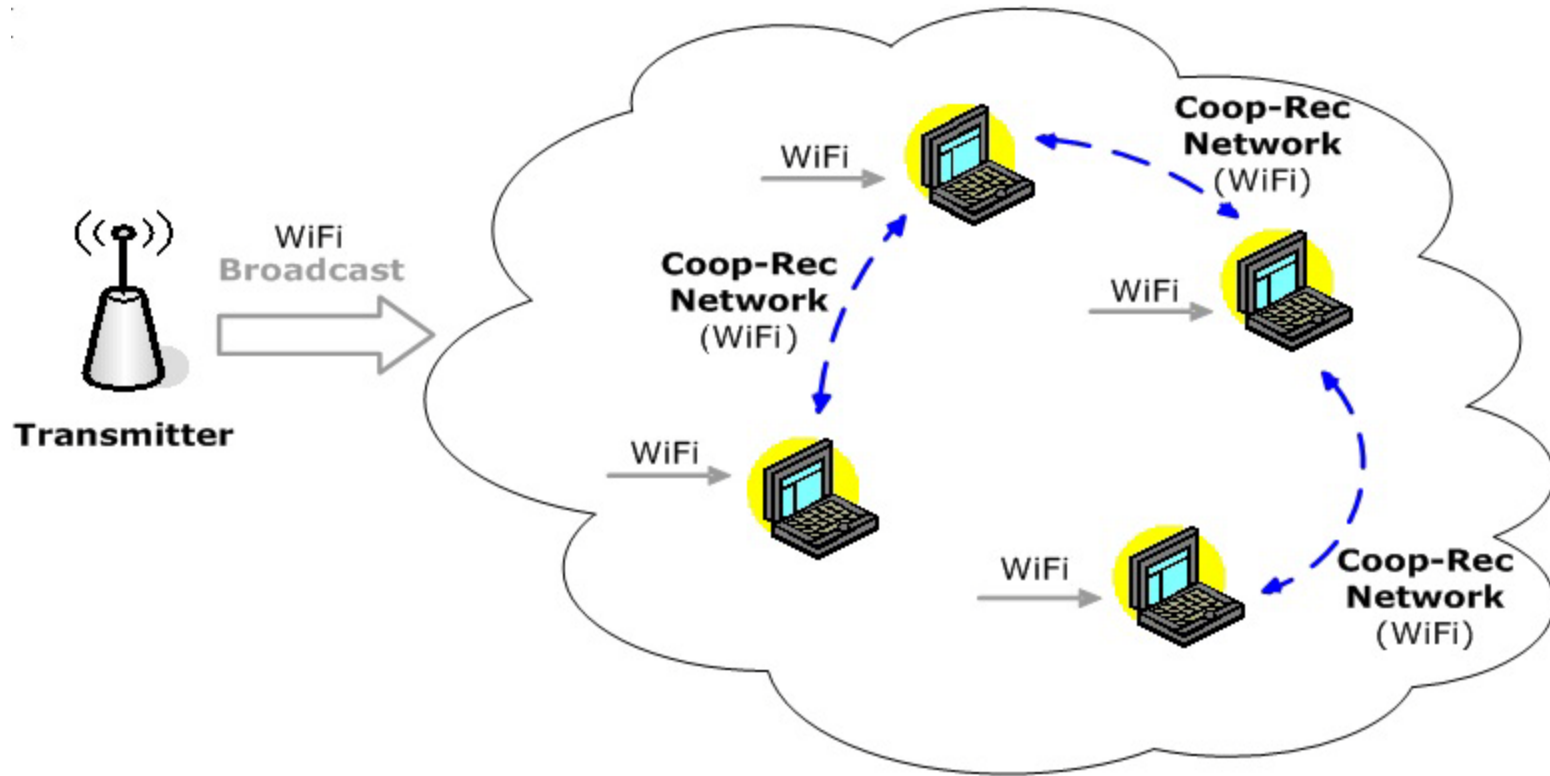 WiFi
Broadcast
Transmitter
WiFi
Coop-Rec
Network
(WiFi)
Coop-Rec
Network
(WiFi)
WiFi
WiFi
WiFi
Coop-Rec
Network
(WiFi)